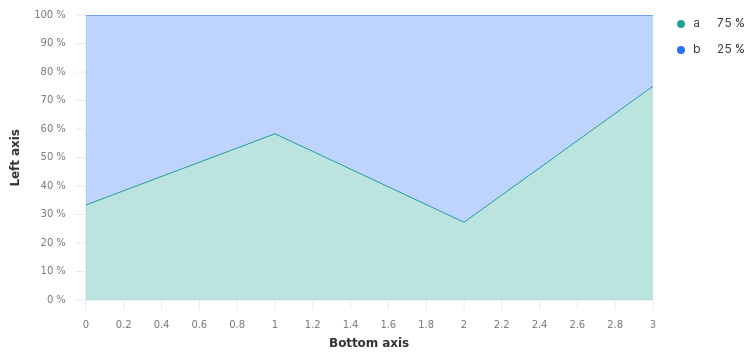 100 %
90 %
80 %
70 %
60 %
50 %
40 %
30 %
20 %
10 %
0 %
Left axis
0 0.2 0.4 0.6 0.8 1 1.2 1.4 1.6 1.8 2 2.2 2.4 2.6 2.8 3
Bottom axis
a 75 %
b 25 %